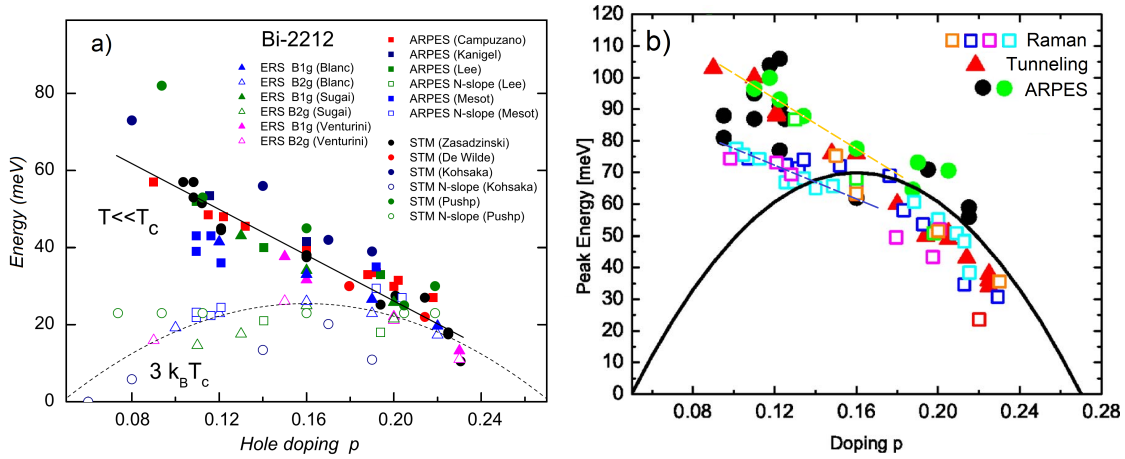 a)
Bi-2212
ERS B1g (Blanc)
ERS B2g (Blanc)
ERS B1g (Sugai)
ERS B2g (Sugai)
ERS B1g (Venturini)
ERS B2g (Venturini)
ARPES (Campuzano)
ARPES (Kanigel)
ARPES (Lee)
ARPES N-slope (Lee)
ARPES (Mesot)
ARPES N-slope (Mesot)
STM (Zasadzinski)
STM (De Wilde)
STM (Kohsaka)
STM (Pushp)
STM N-slope (Kohsaka)
STM N-slope (Pushp)
T<<Tc
3 kBTc
Energy (meV)
80
60
40
20
0
0.08
0.12
0.16
0.20
0.24
Hole doping p
b)
Raman
Tunneling
ARPES
Peak Energy [meV]
120
110
100
90
80
70
60
50
40
30
20
10
0
0.08
0.12
0.16
0.20
0.24
0.28
Doping p